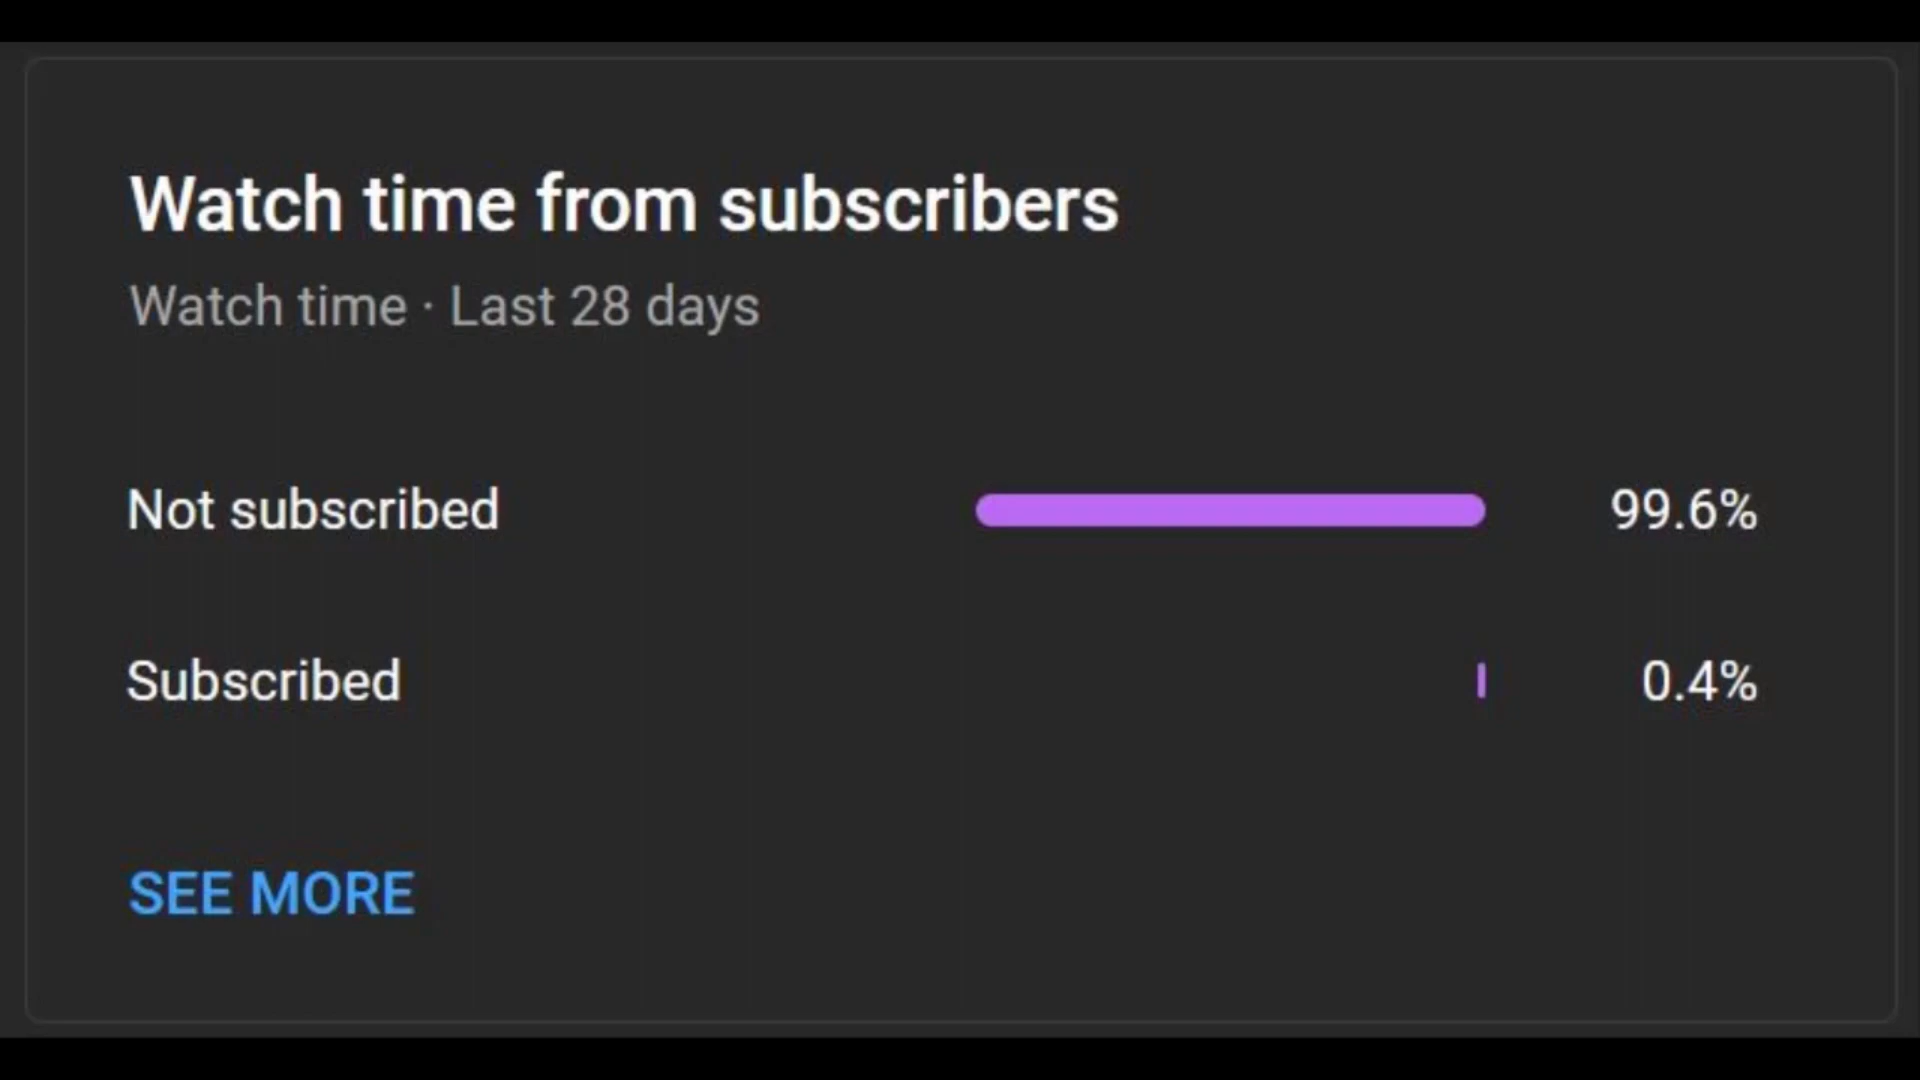 Watch time from subscribers
Watch time · Last 28 days
Not subscribed 99.6%
Subscribed 0.4%
SEE MORE